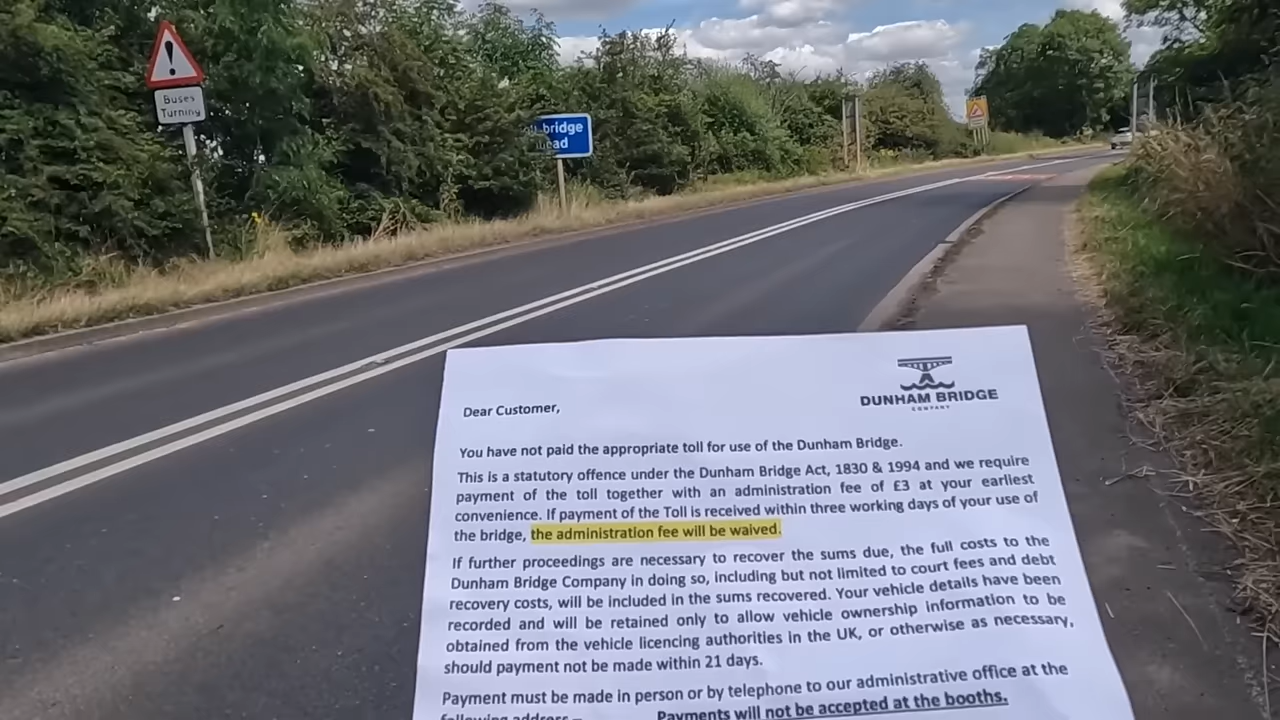 Buses
Turning
bridge
DUNHAM BRIDGE
COMPANY
Dear Customer,
You have not paid the appropriate toll for use of the Dunham Bridge.
This is a statutory offence under the Dunham Bridge Act, 1830 & 1994 and we require
payment of the toll together with an administration fee of £3 at your earliest
convenience. If payment of the Toll is received within three working days of your use of
the bridge, the administration fee will be waived.
If further proceedings are necessary to recover the sums due, the full costs to the
Dunham Bridge Company in doing so, including but not limited to court fees and debt
recovery costs, will be included in the sums recovered. Your vehicle details have been
recorded and will be retained only to allow vehicle ownership information to be
obtained from the vehicle licencing authorities in the UK, or otherwise as necessary,
should payment not be made within 21 days.
Payment must be made in person or by telephone to our administrative office at the
following address – Payments will not be accepted at the booths.